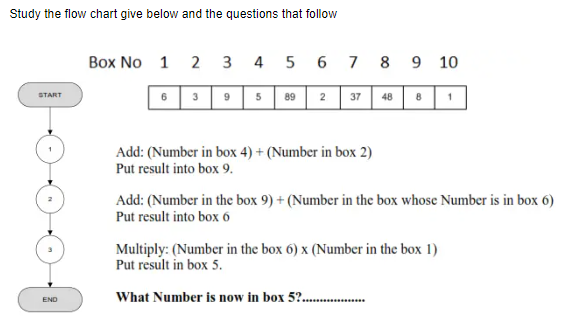 Study the flow chart give below and the questions that follow
Box No 1 2 3 4 5 6 7 8 9 10
START 6 3 9 5 89 2 37 48 8 1
1
Add: (Number in box 4) + (Number in box 2)
Put result into box 9.
2
Add: (Number in the box 9) + (Number in the box whose Number is in box 6)
Put result into box 6
3
Multiply: (Number in the box 6) x (Number in the box 1)
Put result in box 5.
END
What Number is now in box 5?..................